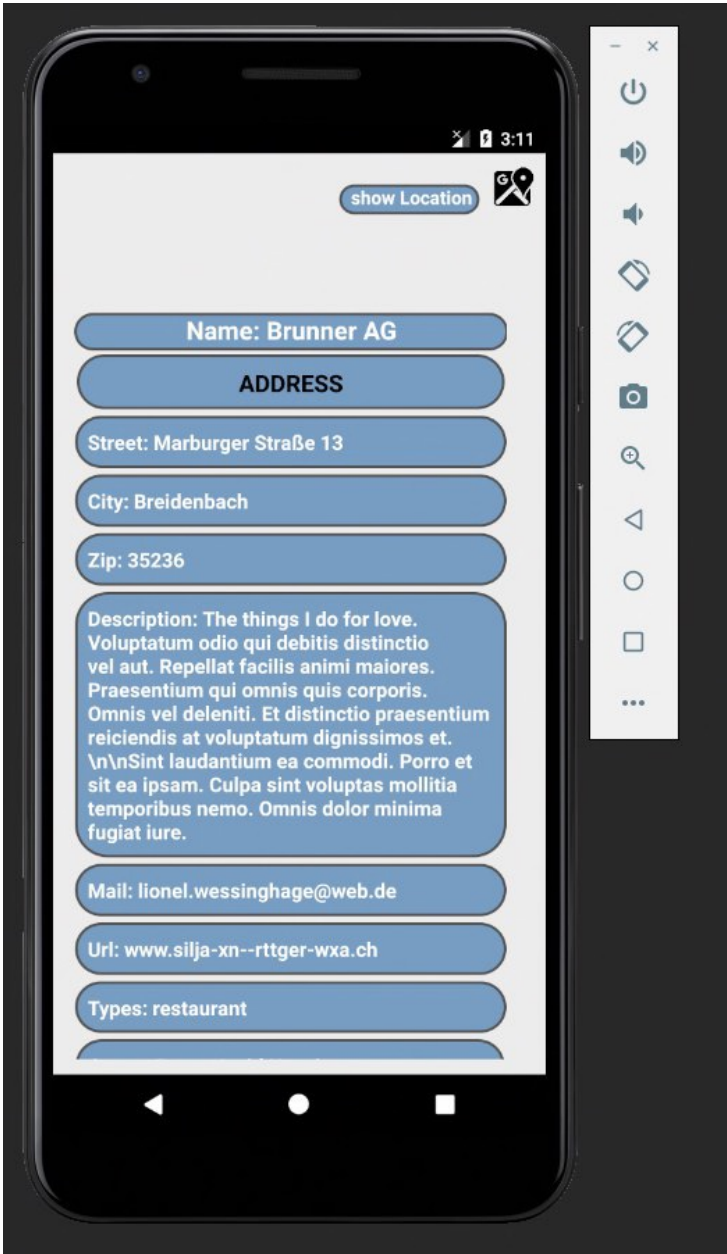 3:11
show Location
G
Name: Brunner AG
ADDRESS
Street: Marburger Straße 13
City: Breidenbach
Zip: 35236
Description: The things I do for love.
Voluptatum odio qui debitis distinctio
vel aut. Repellat facilis animi maiores.
Praesentium qui omnis quis corporis.
Omnis vel deleniti. Et distinctio praesentium
reiciendis at voluptatum dignissimos et.
\n\nSint laudantium ea commodi. Porro et
sit ea ipsam. Culpa sint voluptas mollitia
temporibus nemo. Omnis dolor minima
fugiat iure.
Mail: lionel.wessinghage@web.de
Url: www.silja-xn--rttger-wxa.ch
Types: restaurant